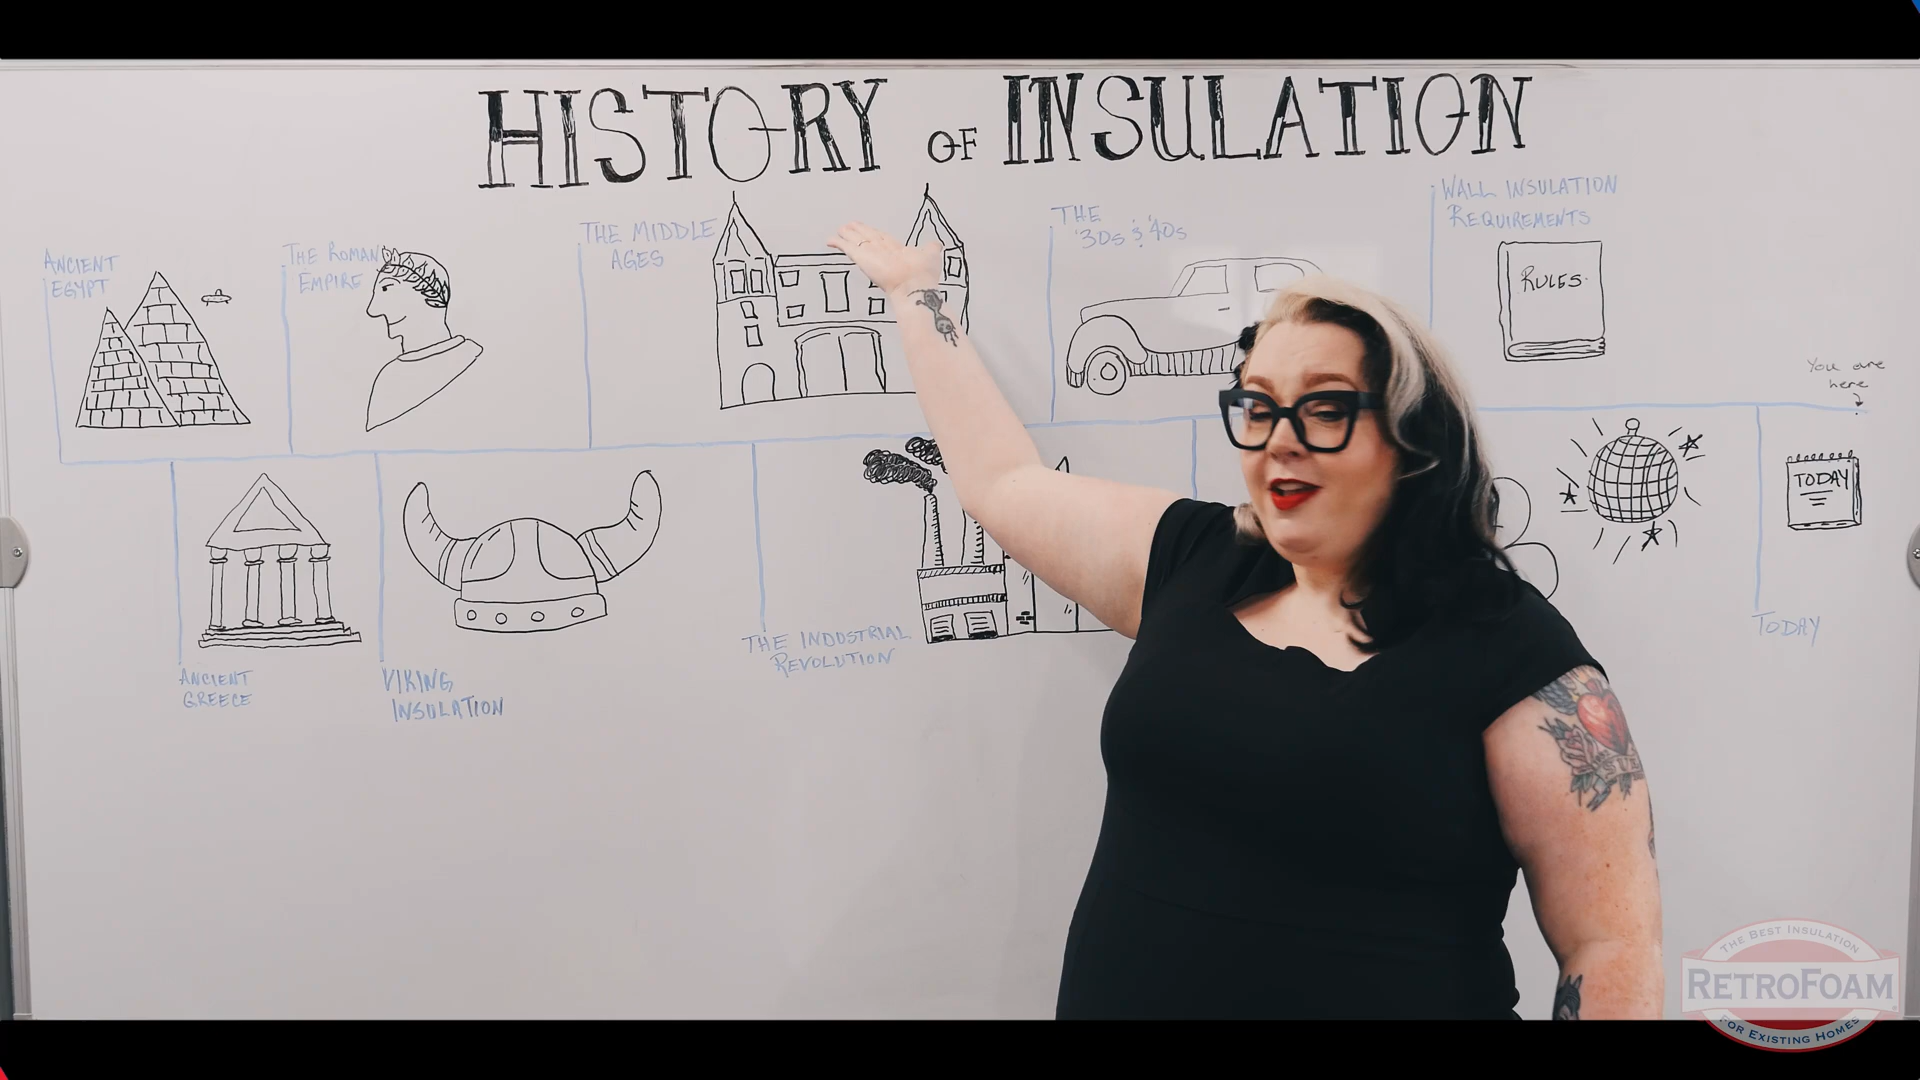 HISTORY OF INSULATION
ANCIENT
EGYPT
THE ROMAN
EMPIRE
THE MIDDLE
AGES
THE
'30s & '40s
WALL INSULATION
REQUIREMENTS
RULES.
You are
here
TODAY
ANCIENT
GREECE
VIKING
INSULATION
THE INDUSTRIAL
REVOLUTION
TODAY
THE BEST INSULATION
RETROFOAM
FOR EXISTING HOMES